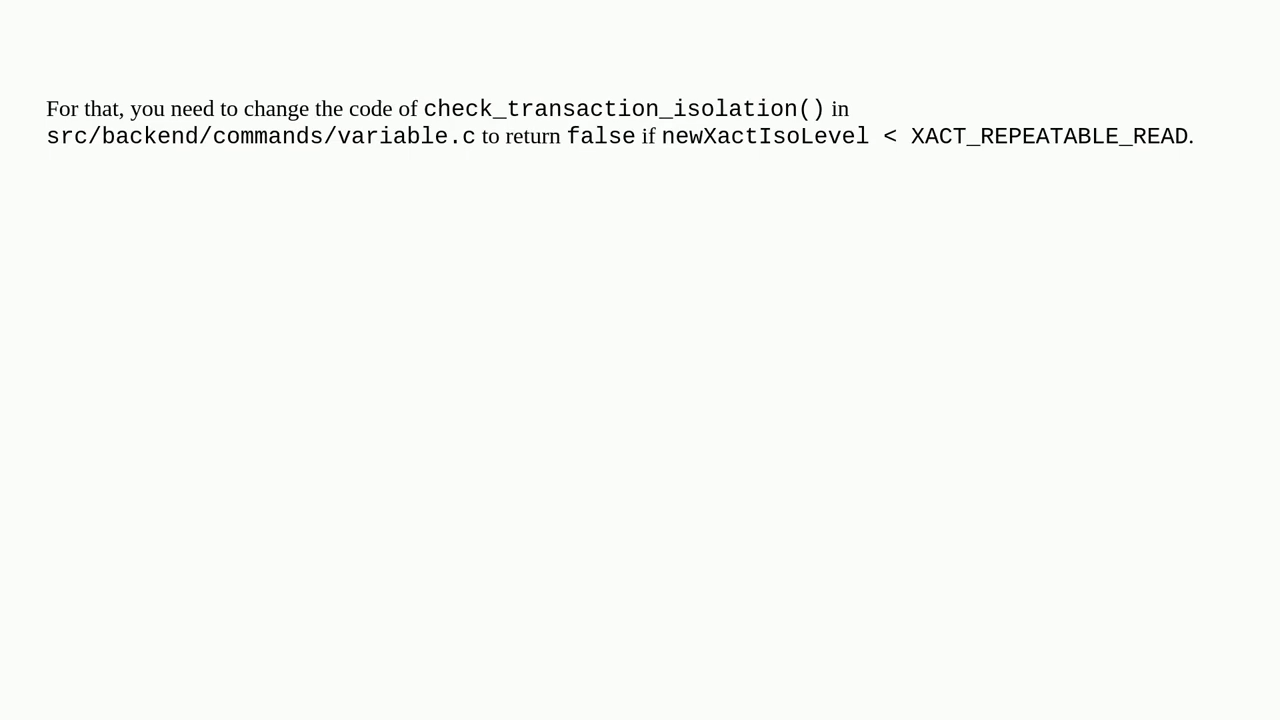 For that, you need to change the code of check_transaction_isolation() in
src/backend/commands/variable.c to return false if newXactIsoLevel < XACT_REPEATABLE_READ.